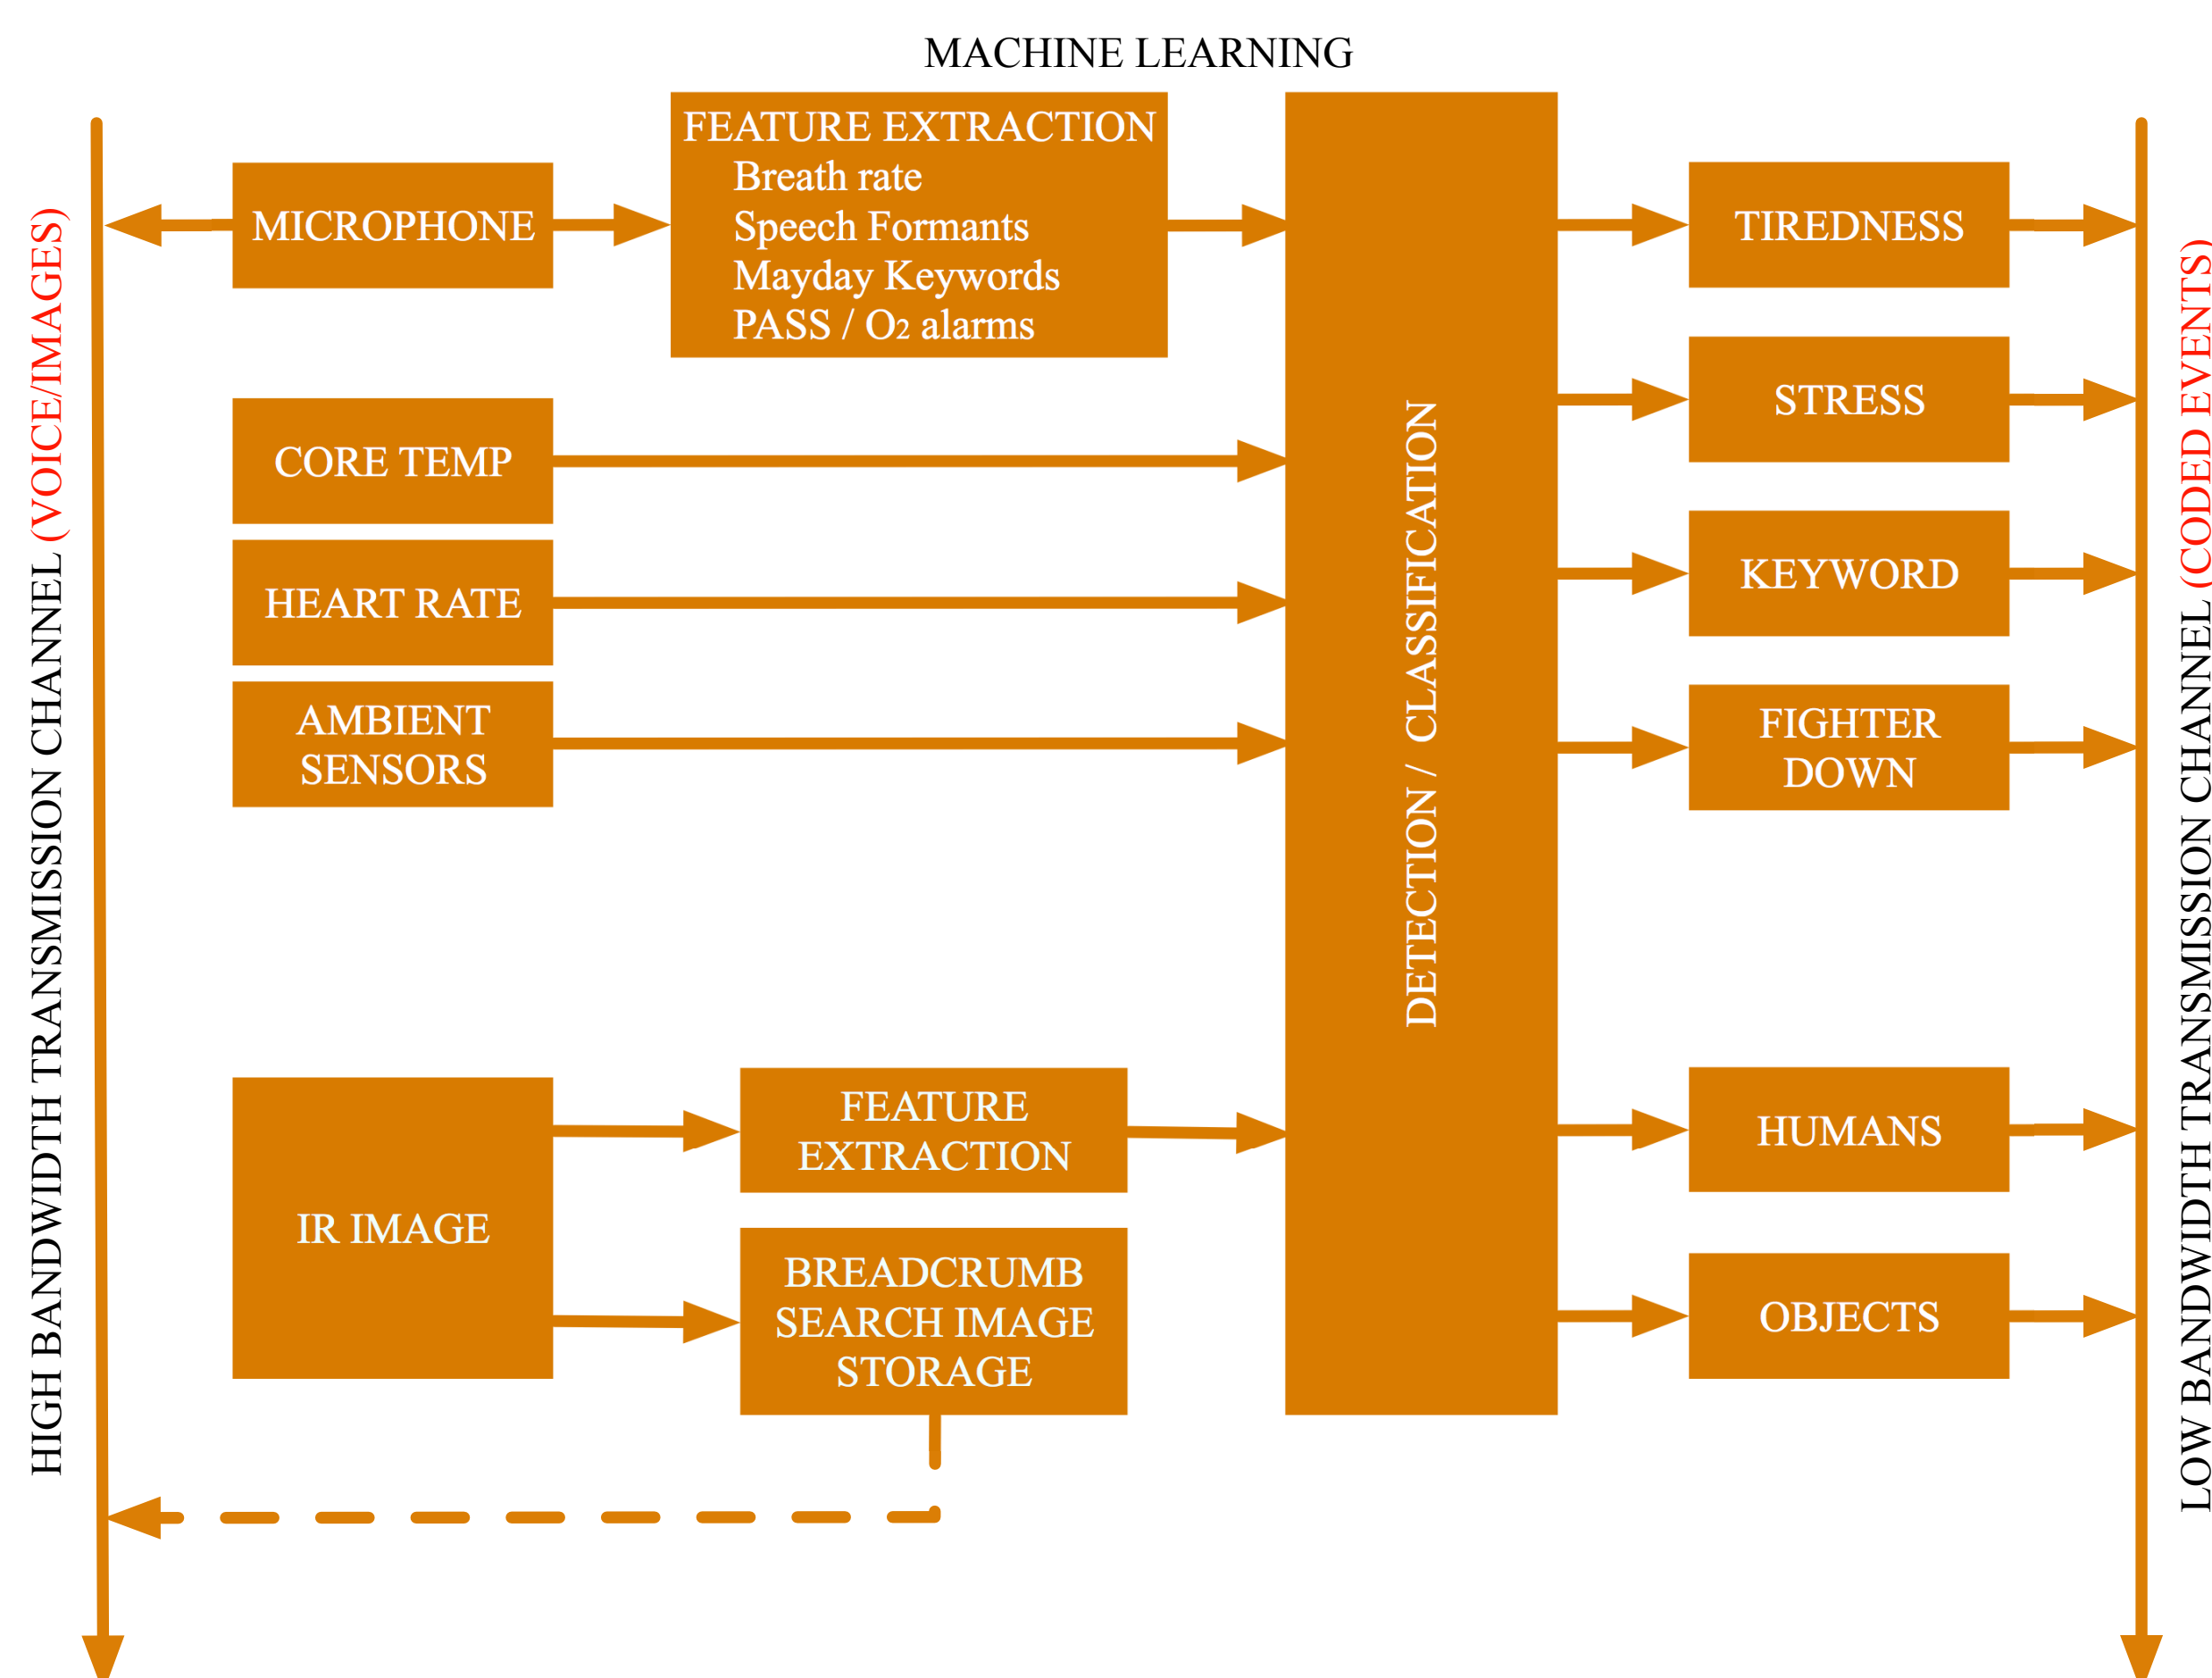 MACHINE LEARNING
HIGH BANDWIDTH TRANSMISSION CHANNEL (VOICE/IMAGES)
MICROPHONE
FEATURE EXTRACTION
Breath rate
Speech Formants
Mayday Keywords
PASS / O2 alarms
CORE TEMP
HEART RATE
AMBIENT
SENSORS
IR IMAGE
FEATURE
EXTRACTION
BREADCRUMB
SEARCH IMAGE
STORAGE
DETECTION / CLASSIFICATION
TIREDNESS
STRESS
KEYWORD
FIGHTER
DOWN
HUMANS
OBJECTS
LOW BANDWIDTH TRANSMISSION CHANNEL (CODED EVENTS)